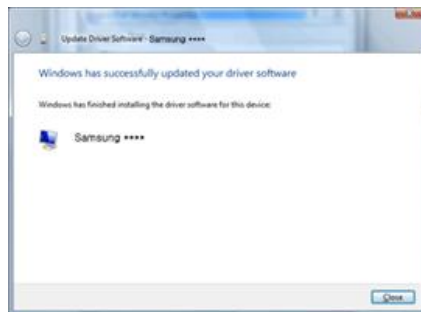 Update Driver Software - Samsung ****
Windows has successfully updated your driver software
Windows has finished installing the driver software for this device:
Samsung ****
Close